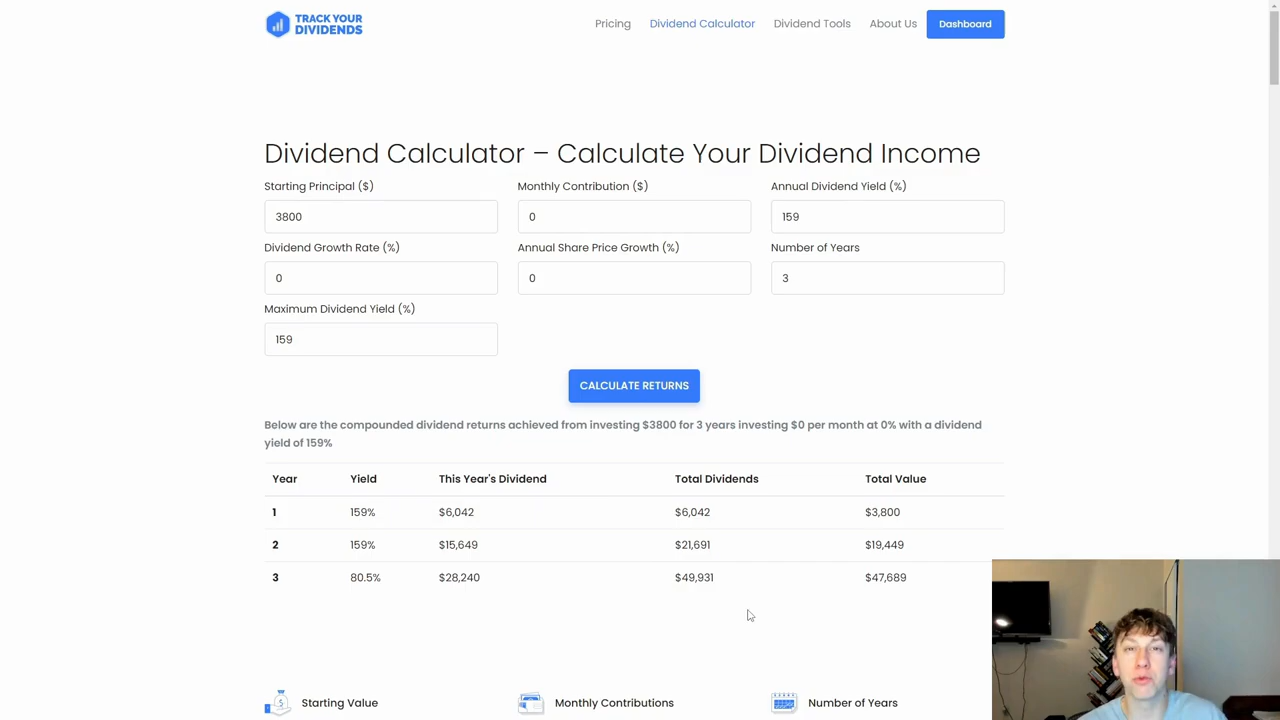 TRACK YOUR
DIVIDENDS
Pricing
Dividend Calculator
Dividend Tools
About Us
Dashboard
Dividend Calculator – Calculate Your Dividend Income
Starting Principal ($)
Monthly Contribution ($)
Annual Dividend Yield (%)
3800
0
159
Dividend Growth Rate (%)
Annual Share Price Growth (%)
Number of Years
0
0
3
Maximum Dividend Yield (%)
159
CALCULATE RETURNS
Below are the compounded dividend returns achieved from investing $3800 for 3 years investing $0 per month at 0% with a dividend
yield of 159%
Year Yield This Year's Dividend Total Dividends Total Value
1 159% $6,042 $6,042 $3,800
2 159% $15,649 $21,691 $19,449
3 80.5% $28,240 $49,931 $47,689
Starting Value
Monthly Contributions
Number of Years